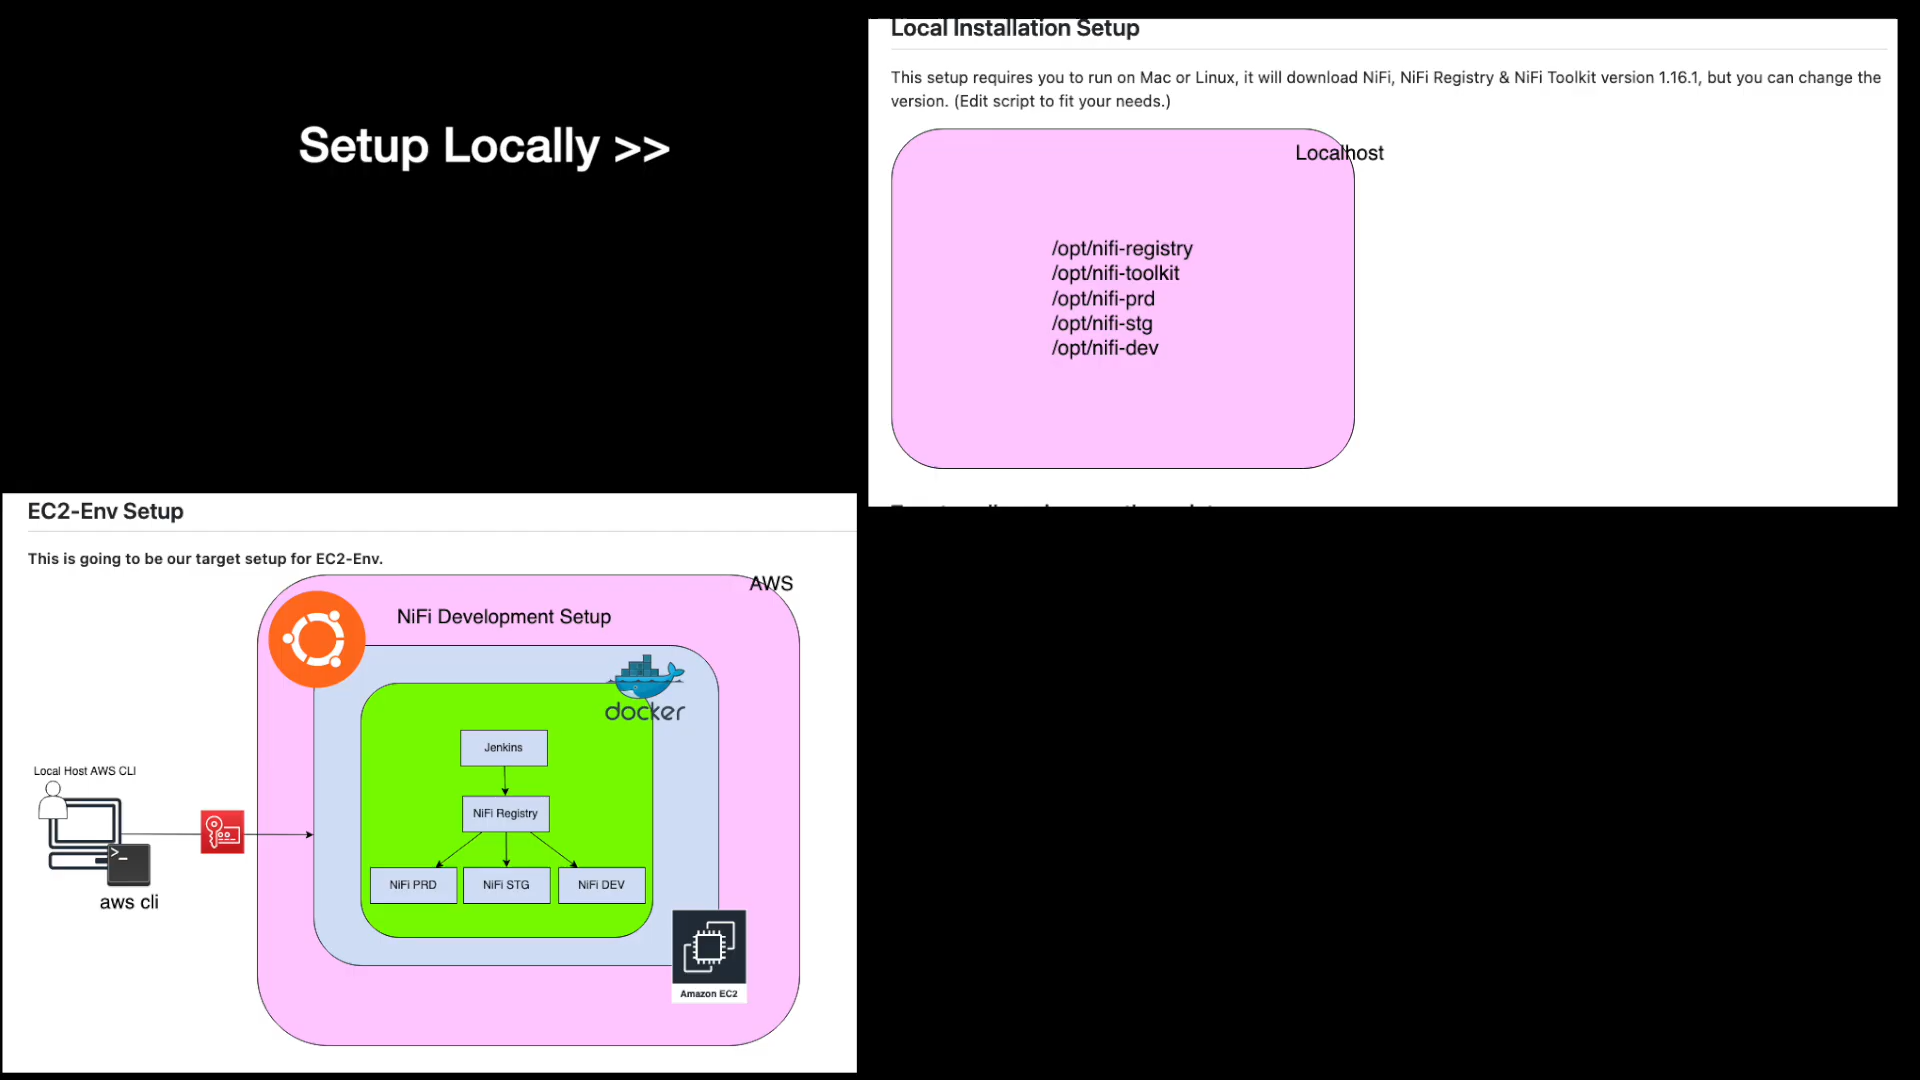 Setup Locally >>
Local Installation Setup
This setup requires you to run on Mac or Linux, it will download NiFi, NiFi Registry & NiFi Toolkit version 1.16.1, but you can change the
version. (Edit script to fit your needs.)
Localhost
/opt/nifi-registry
/opt/nifi-toolkit
/opt/nifi-prd
/opt/nifi-stg
/opt/nifi-dev
EC2-Env Setup
This is going to be our target setup for EC2-Env.
AWS
NiFi Development Setup
docker
Jenkins
NiFi Registry
NiFi PRD
NiFi STG
NiFi DEV
Local Host AWS CLI
>_
aws cli
Amazon EC2